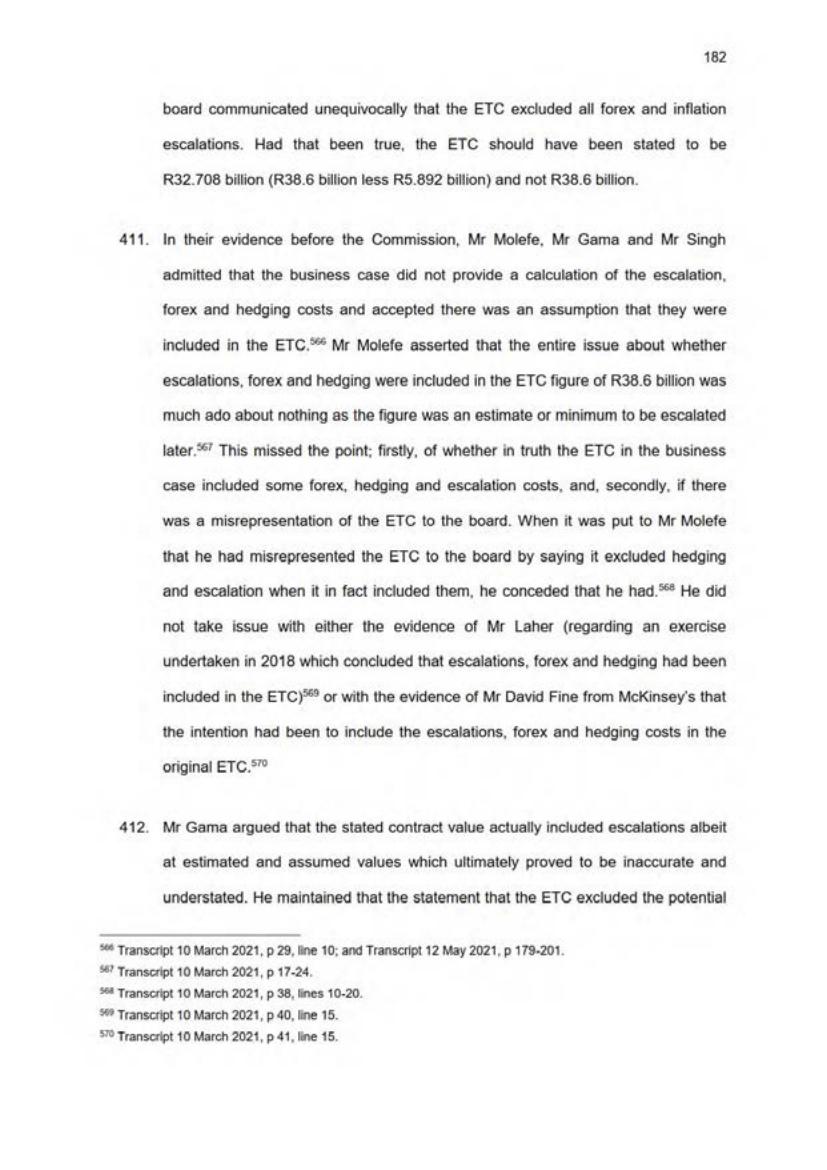 182
board communicated unequivocally that the ETC excluded all forex and inflation
escalations. Had that been true, the ETC should have been stated to be
R32.708 billion (R38.6 billion less R5.892 billion) and not R38.6 billion.
411. In their evidence before the Commission, Mr Molefe, Mr Gama and Mr Singh
admitted that the business case did not provide a calculation of the escalation,
forex and hedging costs and accepted there was an assumption that they were
included in the ETC.566 Mr Molefe asserted that the entire issue about whether
escalations, forex and hedging were included in the ETC figure of R38.6 billion was
much ado about nothing as the figure was an estimate or minimum to be escalated
later.567 This missed the point; firstly, of whether in truth the ETC in the business
case included some forex, hedging and escalation costs, and, secondly, if there
was a misrepresentation of the ETC to the board. When it was put to Mr Molefe
that he had misrepresented the ETC to the board by saying it excluded hedging
and escalation when it in fact included them, he conceded that he had.568 He did
not take issue with either the evidence of Mr Laher (regarding an exercise
undertaken in 2018 which concluded that escalations, forex and hedging had been
included in the ETC)569 or with the evidence of Mr David Fine from McKinsey's that
the intention had been to include the escalations, forex and hedging costs in the
original ETC.570
412. Mr Gama argued that the stated contract value actually included escalations albeit
at estimated and assumed values which ultimately proved to be inaccurate and
understated. He maintained that the statement that the ETC excluded the potential
566 Transcript 10 March 2021, p 29, line 10; and Transcript 12 May 2021, p 179-201.
567 Transcript 10 March 2021, p 17-24.
568 Transcript 10 March 2021, p 38, lines 10-20.
569 Transcript 10 March 2021, p 40, line 15.
570 Transcript 10 March 2021, p 41, line 15.